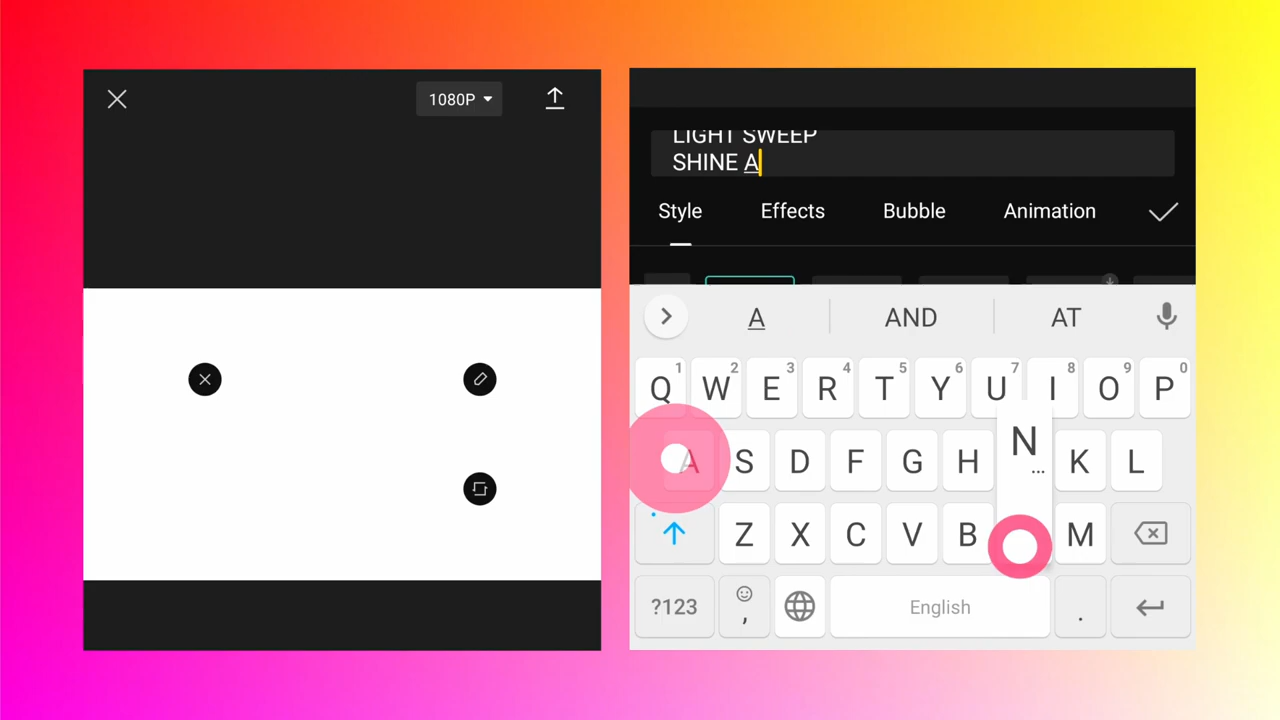 1080P
LIGHT SWEEP
SHINE A
Style Effects Bubble Animation
A AND AT
1 2 3 4 5 6 7 8 9 0
Q W E R T Y U I O P
A S D F G H N K L
...
Z X C V B M
?123 , English .